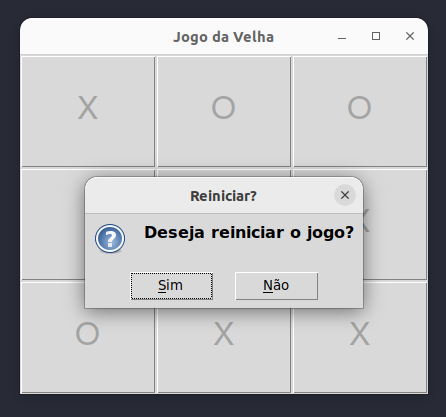 Jogo da Velha
X O O
Reiniciar?
X
Deseja reiniciar o jogo?
Sim Não
O X X